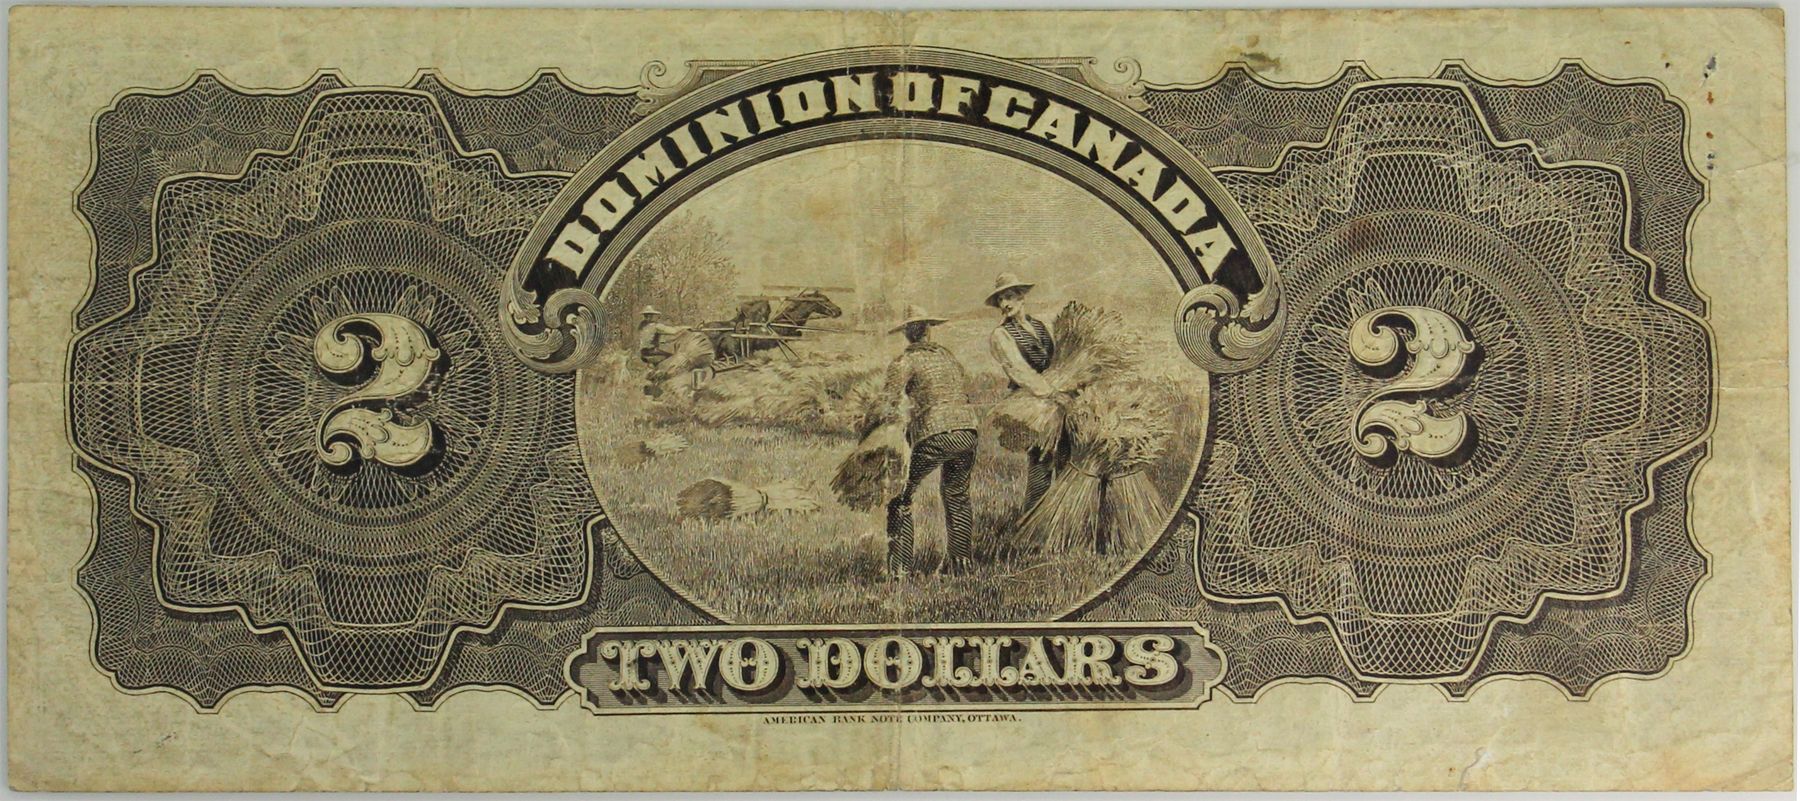 DOMINION OF CANADA
2 2
TWO DOLLARS
AMERICAN BANK NOTE COMPANY, OTTAWA.